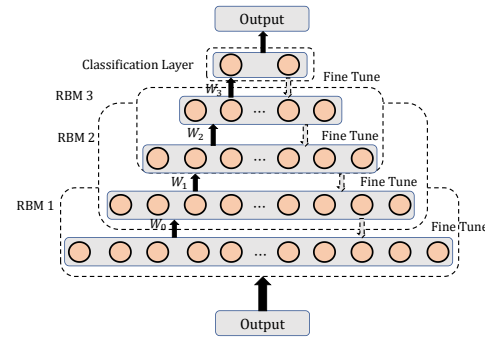 Output
Classification Layer
W3
Fine Tune
RBM 3
...
RBM 2
W2
Fine Tune
...
W1
Fine Tune
RBM 1
...
W0
Fine Tune
...
Output